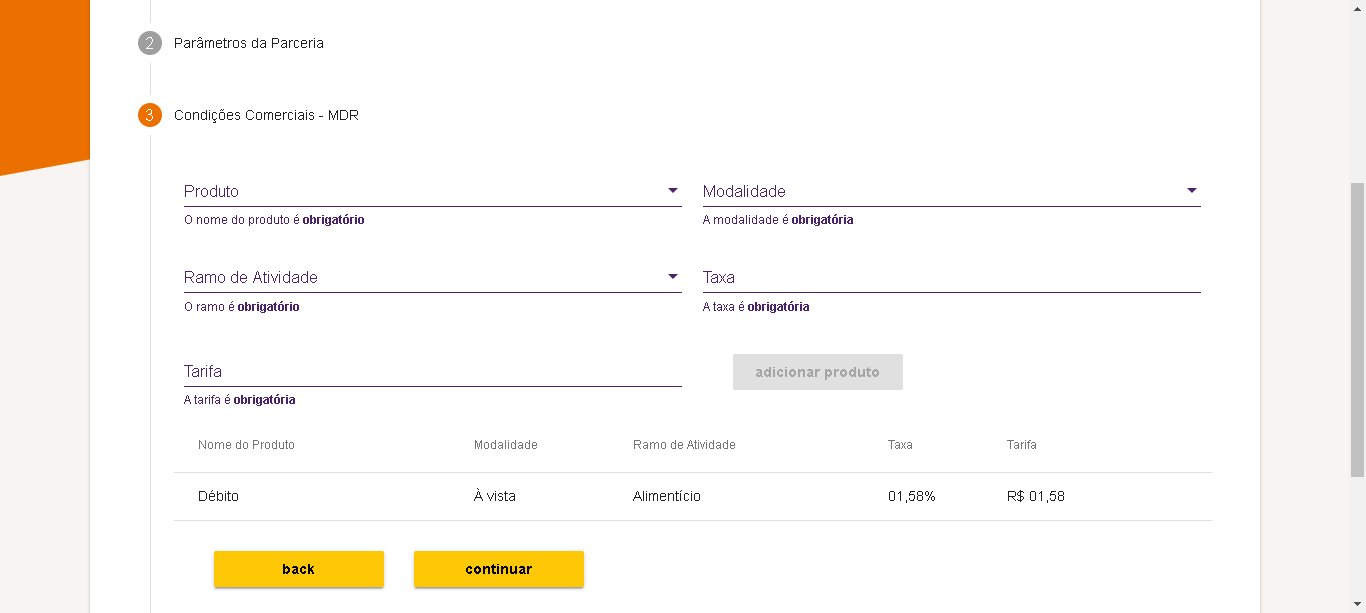 2 Parâmetros da Parceria
3 Condições Comerciais - MDR
Produto Modalidade
O nome do produto é obrigatório A modalidade é obrigatória
Ramo de Atividade Taxa
O ramo é obrigatório A taxa é obrigatória
Tarifa adicionar produto
A tarifa é obrigatória
Nome do Produto Modalidade Ramo de Atividade Taxa Tarifa
Débito À vista Alimentício 01,58% R$ 01,58
back continuar